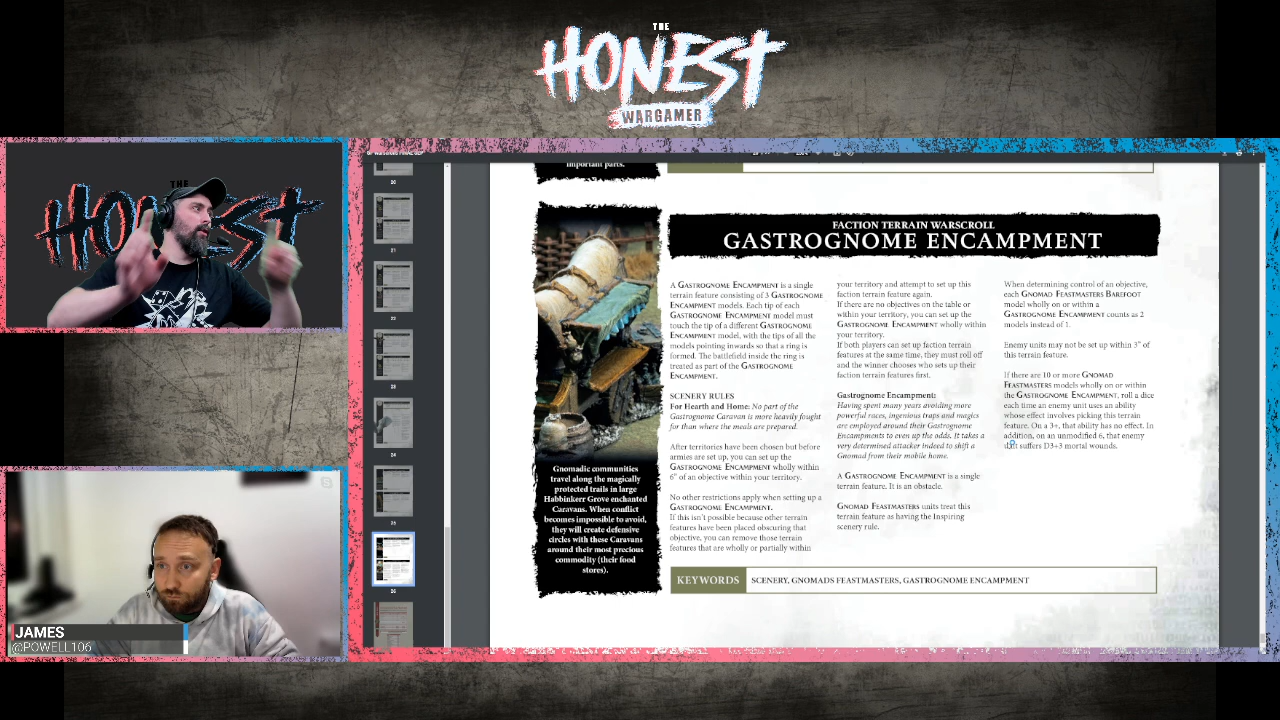 THE
HONEST
WARGAMER
THE
HONEST
JAMES
@POWELL106
20
21
22
23
24
25
26
important parts.
FACTION TERRAIN WARSCROLL
GASTROGNOME ENCAMPMENT
Gnomadic communities
travel along the magically
protected trails in large
Habbinkerr Grove enchanted
Caravans. When conflict
becomes impossible to avoid,
they will create defensive
circles with these Caravans
around their most precious
commodity (their food
stores).
A GASTROGNOME ENCAMPMENT is a single
terrain feature consisting of 3 GASTROGNOME
ENCAMPMENT models. Each tip of each
GASTROGNOME ENCAMPMENT model must
touch the tip of a different GASTROGNOME
ENCAMPMENT model, with the tips of all the
models pointing inwards so that a ring is
formed. The battlefield inside the ring is
treated as part of the GASTROGNOME
ENCAMPMENT.
SCENERY RULES
For Hearth and Home: No part of the
Gastrognome Caravan is more heavily fought
for than where the meals are prepared.
After territories have been chosen but before
armies are set up, you can set up the
GASTROGNOME ENCAMPMENT wholly within
6" of an objective within your territory.
No other restrictions apply when setting up a
GASTROGNOME ENCAMPMENT.
If this isn't possible because other terrain
features have been placed obscuring that
objective, you can remove those terrain
features that are wholly or partially within
your territory and attempt to set up this
faction terrain feature again.
If there are no objectives on the table or
within your territory, you can set up the
GASTROGNOME ENCAMPMENT wholly within
your territory.
If both players can set up faction terrain
features at the same time, they must roll off
and the winner chooses who sets up their
faction terrain features first.
Gastrognome Encampment:
Having spent many years avoiding more
powerful races, ingenious traps and magics
are employed around their Gastrognome
Encampments to even up the odds. It takes a
very determined attacker indeed to shift a
Gnomad from their mobile home.
A GASTROGNOME ENCAMPMENT is a single
terrain feature. It is an obstacle.
GNOMAD FEASTMASTERS units treat this
terrain feature as having the Inspiring
scenery rule.
When determining control of an objective,
each GNOMAD FEASTMASTERS BAREFOOT
model wholly on or within a
GASTROGNOME ENCAMPMENT counts as 2
models instead of 1.
Enemy units may not be set up within 3" of
this terrain feature.
If there are 10 or more GNOMAD
FEASTMASTERS models wholly on or within
the GASTROGNOME ENCAMPMENT, roll a dice
each time an enemy unit uses an ability
whose effect involves picking this terrain
feature. On a 3+, that ability has no effect. In
addition, on an unmodified 6, that enemy
suffers D3+3 mortal wounds.
KEYWORDS SCENERY, GNOMADS FEASTMASTERS, GASTROGNOME ENCAMPMENT